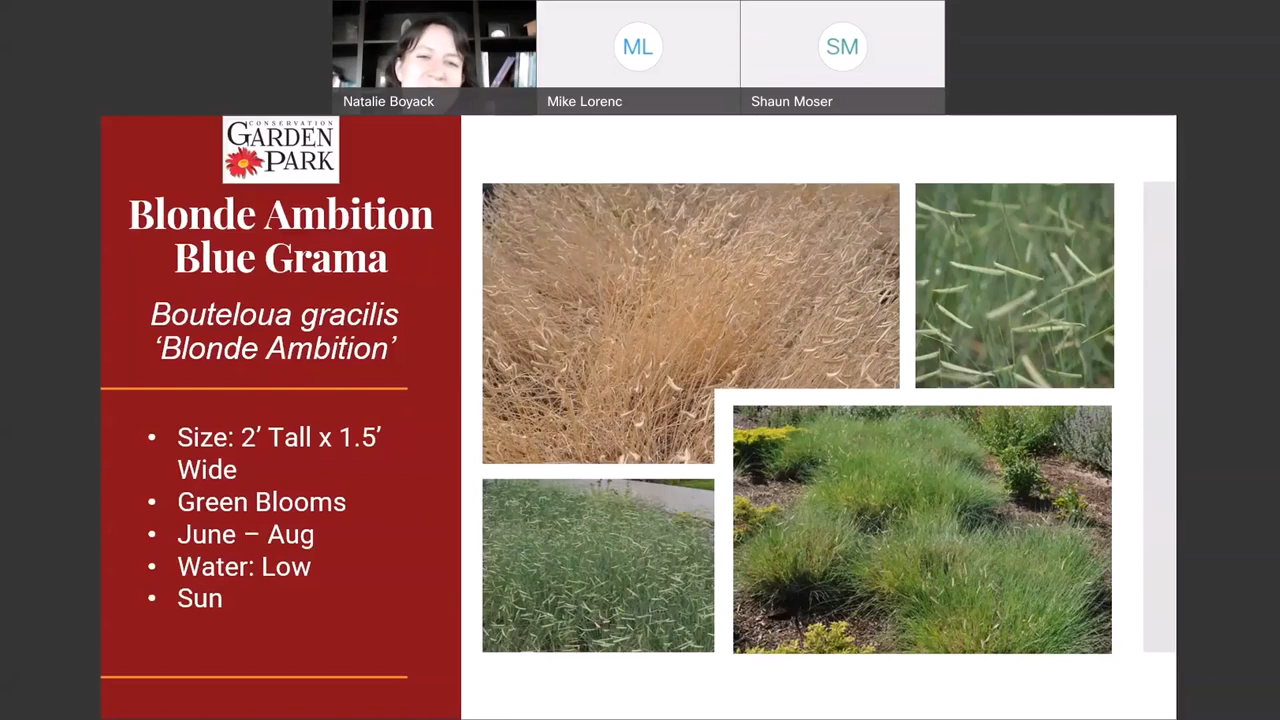 ML
SM
Natalie Boyack
Mike Lorenc
Shaun Moser
CONSERVATION
GARDEN
PARK
Blonde Ambition
Blue Grama
Bouteloua gracilis
‘Blonde Ambition’
• Size: 2’ Tall x 1.5’
Wide
• Green Blooms
• June – Aug
• Water: Low
• Sun